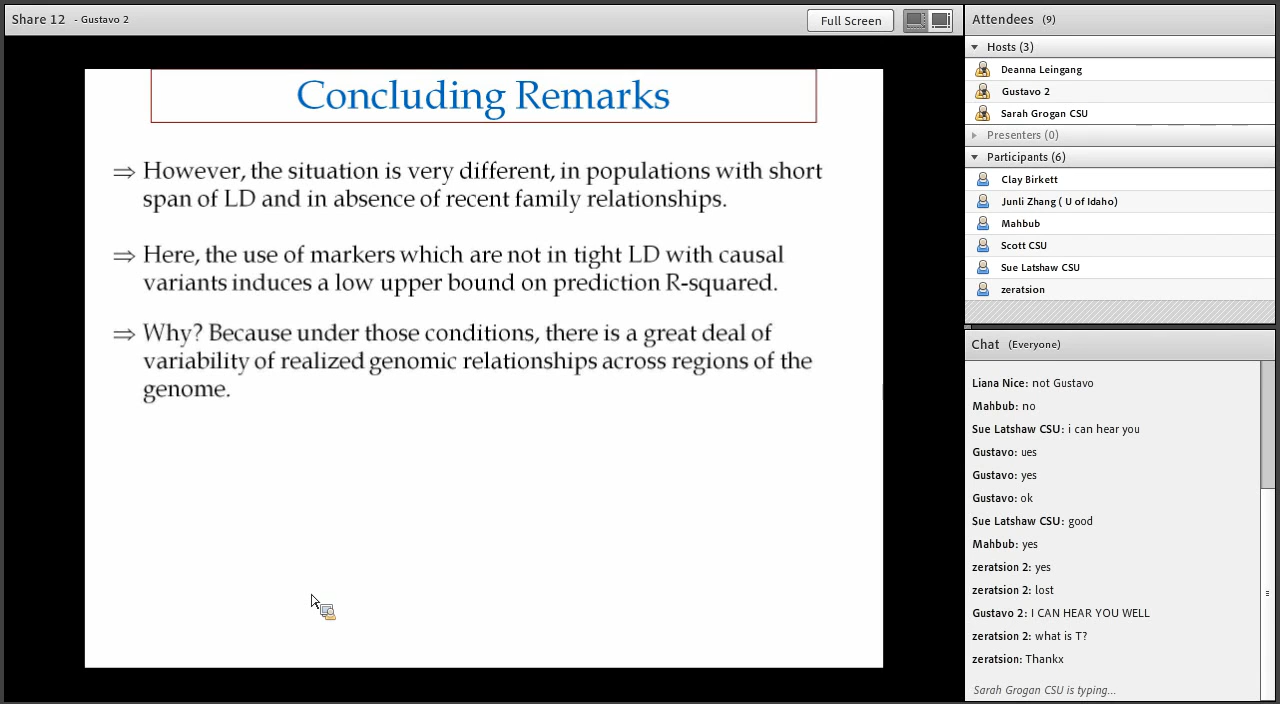 Share 12 - Gustavo 2
Full Screen
Concluding Remarks
⇒ However, the situation is very different, in populations with short
span of LD and in absence of recent family relationships.
⇒ Here, the use of markers which are not in tight LD with causal
variants induces a low upper bound on prediction R-squared.
⇒ Why? Because under those conditions, there is a great deal of
variability of realized genomic relationships across regions of the
genome.
Attendees (9)
Hosts (3)
Deanna Leingang
Gustavo 2
Sarah Grogan CSU
Presenters (0)
Participants (6)
Clay Birkett
Junli Zhang ( U of Idaho)
Mahbub
Scott CSU
Sue Latshaw CSU
zeratsion
Chat (Everyone)
Liana Nice: not Gustavo
Mahbub: no
Sue Latshaw CSU: i can hear you
Gustavo: ues
Gustavo: yes
Gustavo: ok
Sue Latshaw CSU: good
Mahbub: yes
zeratsion 2: yes
zeratsion 2: lost
Gustavo 2: I CAN HEAR YOU WELL
zeratsion 2: what is T?
zeratsion: Thankx
Sarah Grogan CSU is typing...